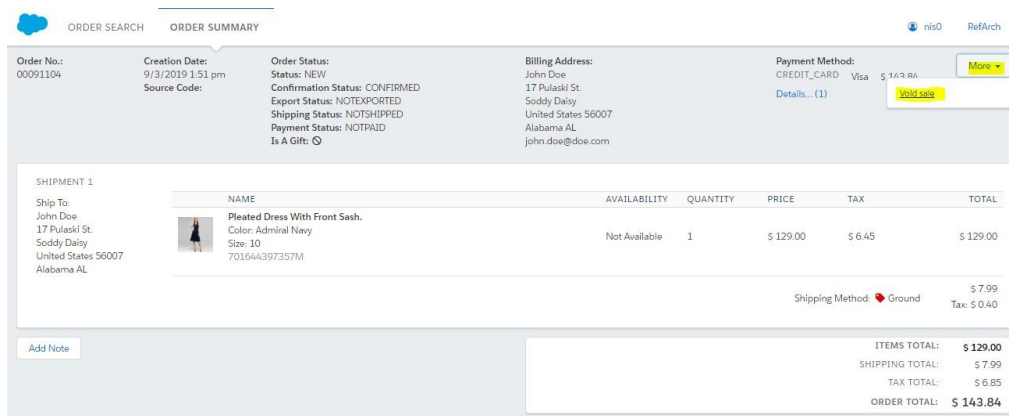 ORDER SEARCH
ORDER SUMMARY
nis0
RefArch
Order No.:
00091104
Creation Date:
9/3/2019 1:51 pm
Source Code:
Order Status:
Status: NEW
Confirmation Status: CONFIRMED
Export Status: NOTEXPORTED
Shipping Status: NOTSHIPPED
Payment Status: NOTPAID
Is A Gift:
Billing Address:
John Doe
17 Pulaski St.
Soddy Daisy
United States 56007
Alabama AL
john.doe@doe.com
Payment Method:
CREDIT_CARD Visa $ 143.84
Details... (1)
More
Void sale
SHIPMENT 1
Ship To:
John Doe
17 Pulaski St.
Soddy Daisy
United States 56007
Alabama AL
NAME AVAILABILITY QUANTITY PRICE TAX TOTAL
Pleated Dress With Front Sash.
Color: Admiral Navy
Size: 10
701644397357M
Not Available 1 $ 129.00 $ 6.45 $ 129.00
Shipping Method: Ground
$ 7.99
Tax: $ 0.40
Add Note
ITEMS TOTAL: $ 129.00
SHIPPING TOTAL: $ 7.99
TAX TOTAL: $ 6.85
ORDER TOTAL: $ 143.84